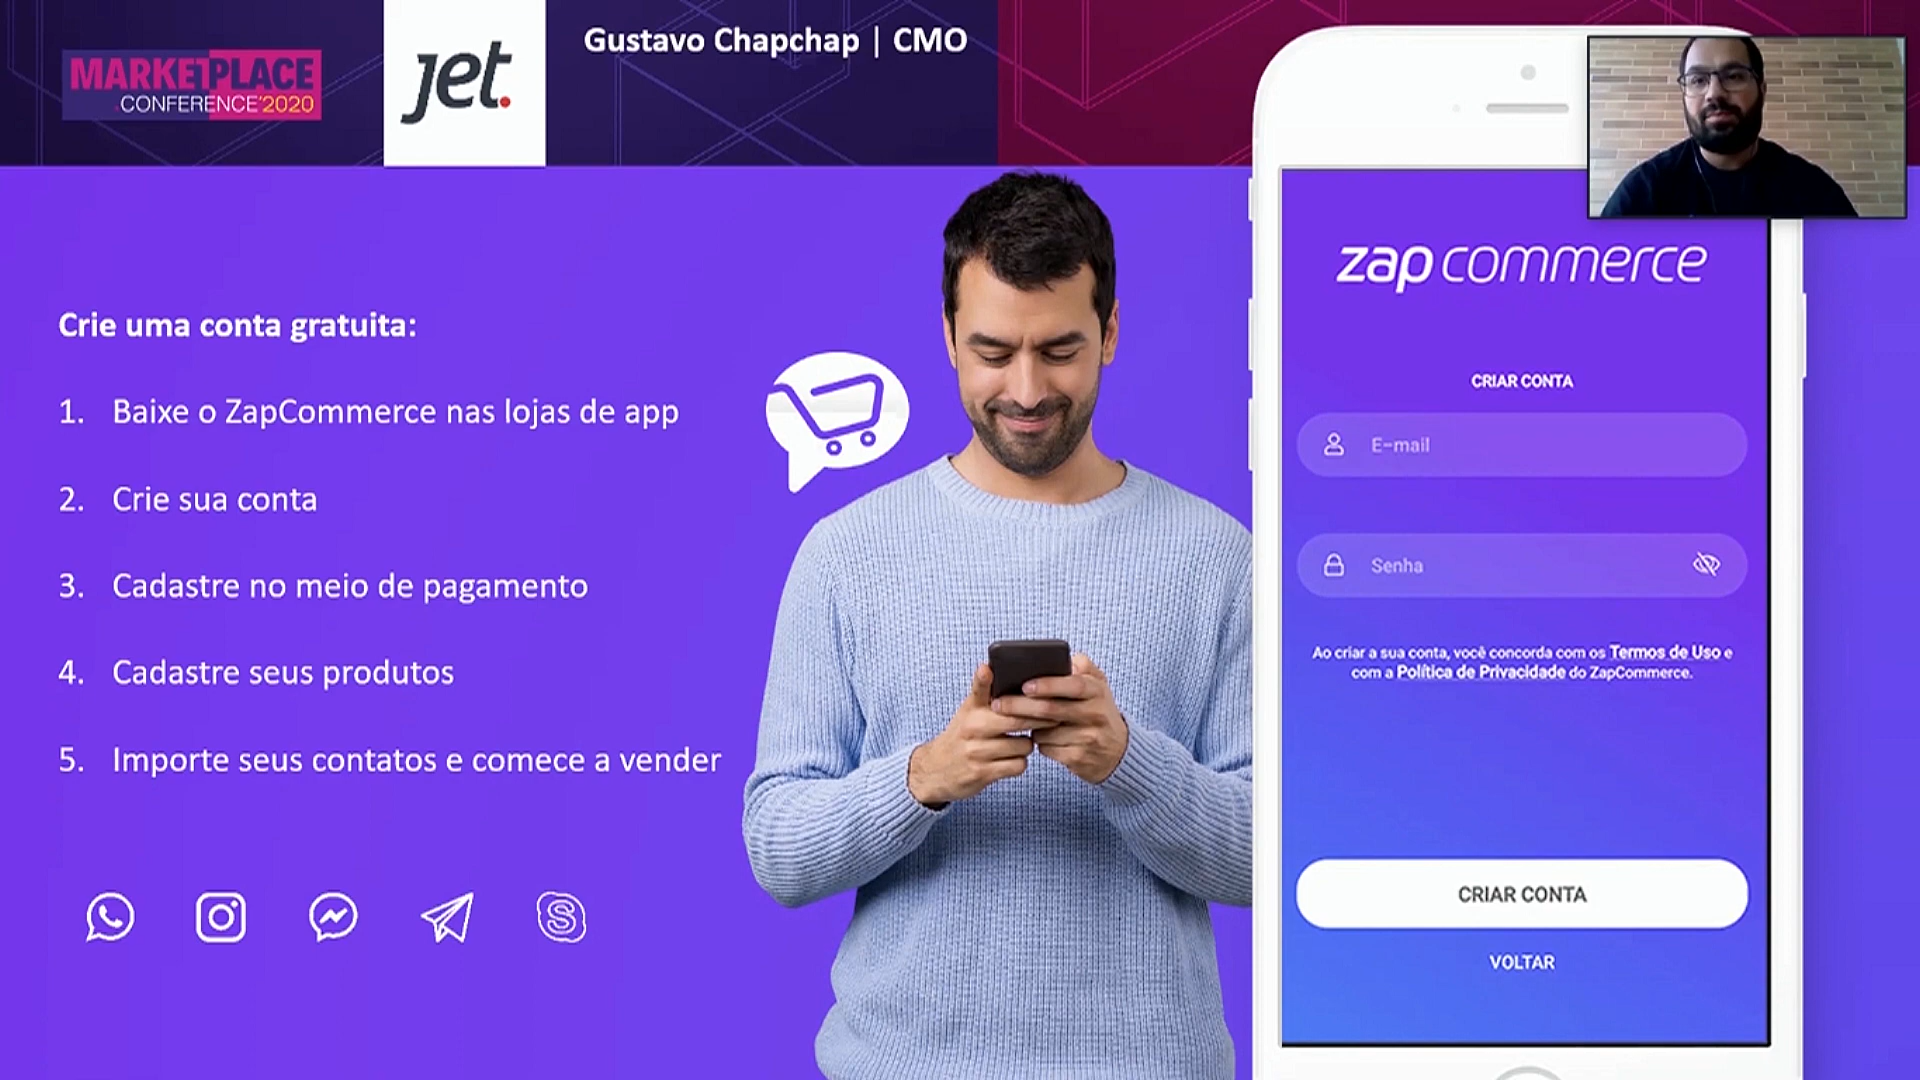 MARKETPLACE
CONFERENCE'2020
jet.
Gustavo Chapchap | CMO
Crie uma conta gratuita:
1. Baixe o ZapCommerce nas lojas de app
2. Crie sua conta
3. Cadastre no meio de pagamento
4. Cadastre seus produtos
5. Importe seus contatos e comece a vender
zap commerce
CRIAR CONTA
E-mail
Senha
Ao criar a sua conta, você concorda com os Termos de Uso e
com a Política de Privacidade do ZapCommerce.
CRIAR CONTA
VOLTAR